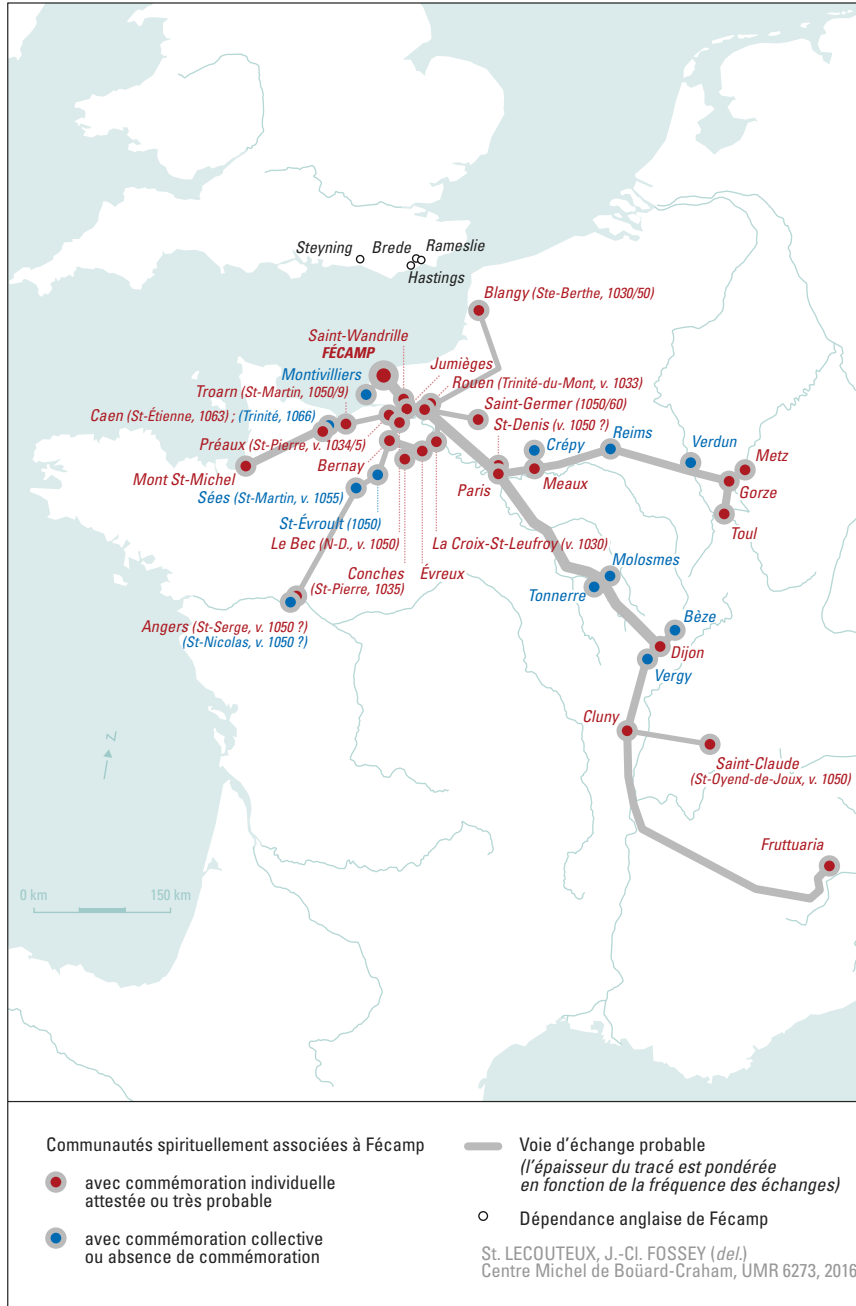 Steyning
Brede
Rameslie
Hastings
Blangy (Ste-Berthe, 1030/50)
Saint-Wandrille
FÉCAMP
Jumièges
Montivilliers
Rouen (Trinité-du-Mont, v. 1033)
Troarn (St-Martin, 1050/9)
Saint-Germer (1050/60)
Caen (St-Étienne, 1063) ; (Trinité, 1066)
St-Denis (v. 1050 ?)
Crépy
Reims
Verdun
Préaux (St-Pierre, v. 1034/5)
Metz
Bernay
Mont St-Michel
Paris
Meaux
Gorze
Sées (St-Martin, v. 1055)
Toul
St-Évroult (1050)
Le Bec (N-D., v. 1050)
La Croix-St-Leufroy (v. 1030)
Molosmes
Conches
(St-Pierre, 1035)
Évreux
Tonnerre
Bèze
Angers (St-Serge, v. 1050 ?)
(St-Nicolas, v. 1050 ?)
Dijon
Vergy
Cluny
N
Saint-Claude
(St-Oyend-de-Joux, v. 1050)
Fruttuaria
0 km
150 km
Communautés spirituellement associées à Fécamp
avec commémoration individuelle
attestée ou très probable
avec commémoration collective
ou absence de commémoration
Voie d'échange probable
(l'épaisseur du tracé est pondérée
en fonction de la fréquence des échanges)
Dépendance anglaise de Fécamp
St. LECOUTEUX, J.-Cl. FOSSEY (del.)
Centre Michel de Boüard-Craham, UMR 6273, 2016